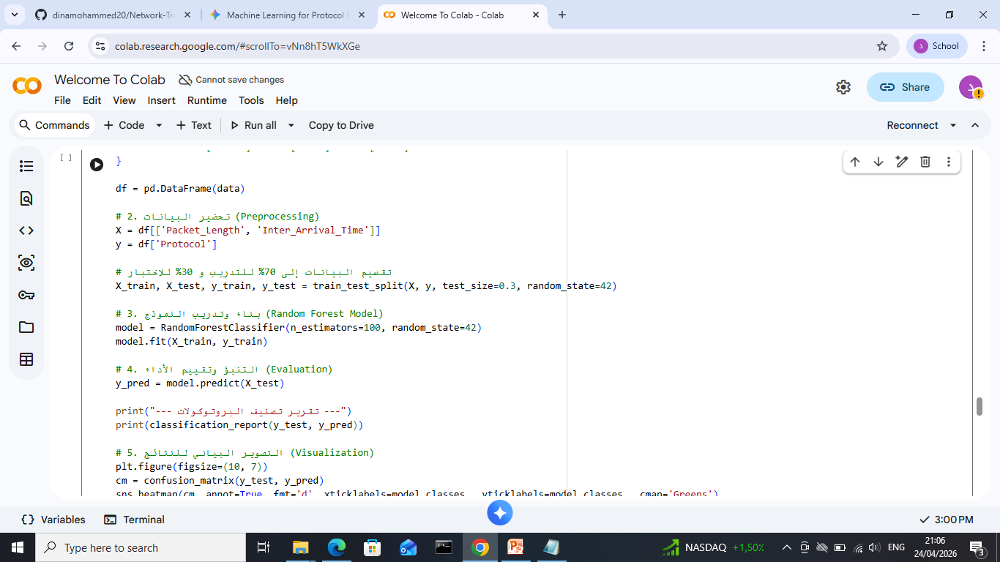 dinamohammed20/Network-Tra
Machine Learning for Protocol
Welcome To Colab - Colab
colab.research.google.com/#scrollTo=vNn8hT5WkXGe
School
Welcome To Colab
Cannot save changes
Share
File Edit View Insert Runtime Tools Help
Commands + Code + Text Run all Copy to Drive
Reconnect
[ ]
}
df = pd.DataFrame(data)
# 2. تحضير البيانات (Preprocessing)
X = df[['Packet_Length', 'Inter_Arrival_Time']]
y = df['Protocol']
# تقسيم البيانات إلى 70% للتدريب و 30% للاختبار
X_train, X_test, y_train, y_test = train_test_split(X, y, test_size=0.3, random_state=42)
# 3. بناء وتدريب النموذج (Random Forest Model)
model = RandomForestClassifier(n_estimators=100, random_state=42)
model.fit(X_train, y_train)
# 4. التنبؤ وتقييم الأداء (Evaluation)
y_pred = model.predict(X_test)
print("--- تقرير تصنيف البروتوكولات ---")
print(classification_report(y_test, y_pred))
# 5. التصوير البياني للنتائج (Visualization)
plt.figure(figsize=(10, 7))
cm = confusion_matrix(y_test, y_pred)
sns.heatmap(cm, annot=True, fmt='d', xticklabels=model.classes_, yticklabels=model.classes_, cmap='Greens')
Variables
Terminal
3:00 PM
Type here to search
NASDAQ +1,50%
ENG
21:06
24/04/2026
3